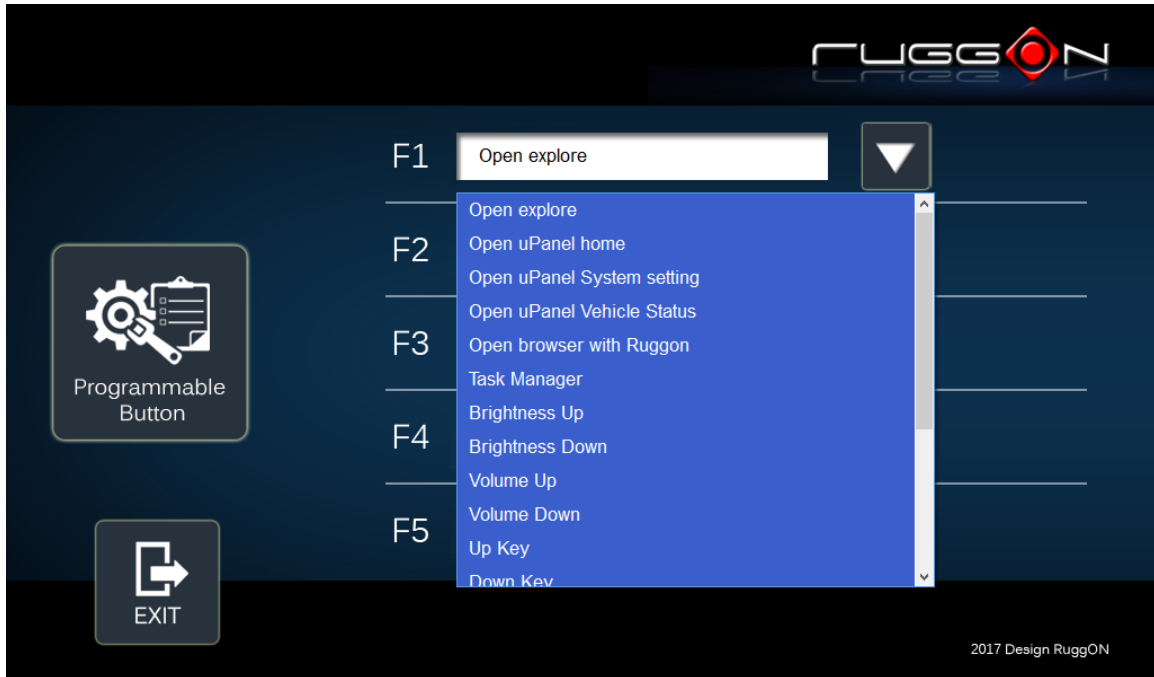 RUGGON
F1
Open explore
Open explore
F2
Open uPanel home
Open uPanel System setting
Open uPanel Vehicle Status
F3
Open browser with Ruggon
Task Manager
Programmable
Button
Brightness Up
F4
Brightness Down
Volume Up
Volume Down
F5
Up Key
Down Key
EXIT
2017 Design RuggON